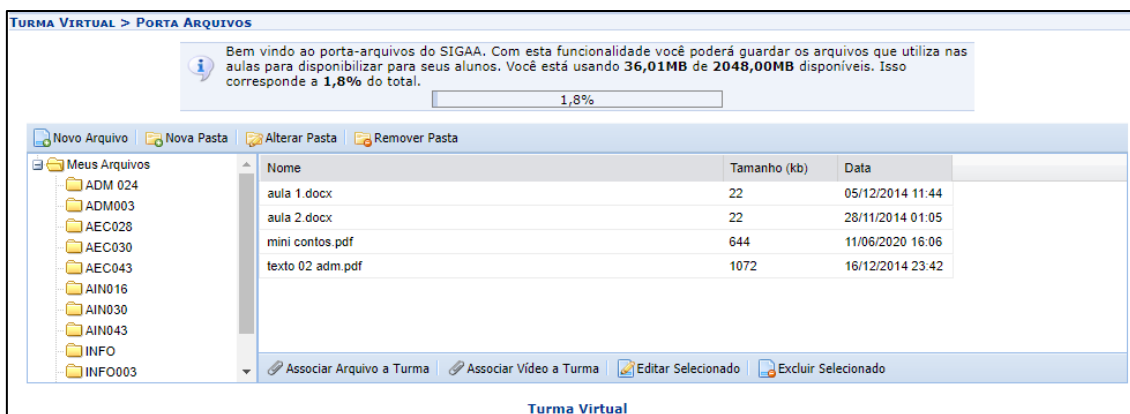 TURMA VIRTUAL > PORTA ARQUIVOS
Bem vindo ao porta-arquivos do SIGAA. Com esta funcionalidade você poderá guardar os arquivos que utiliza nas
aulas para disponibilizar para seus alunos. Você está usando 36,01MB de 2048,00MB disponíveis. Isso
corresponde a 1,8% do total.
1,8%
Novo Arquivo Nova Pasta Alterar Pasta Remover Pasta
Meus Arquivos
ADM 024
ADM003
AEC028
AEC030
AEC043
AIN016
AIN030
AIN043
INFO
INFO003
Nome Tamanho (kb) Data
aula 1.docx 22 05/12/2014 11:44
aula 2.docx 22 28/11/2014 01:05
mini contos.pdf 644 11/06/2020 16:06
texto 02 adm.pdf 1072 16/12/2014 23:42
Associar Arquivo a Turma Associar Vídeo a Turma Editar Selecionado Excluir Selecionado
Turma Virtual